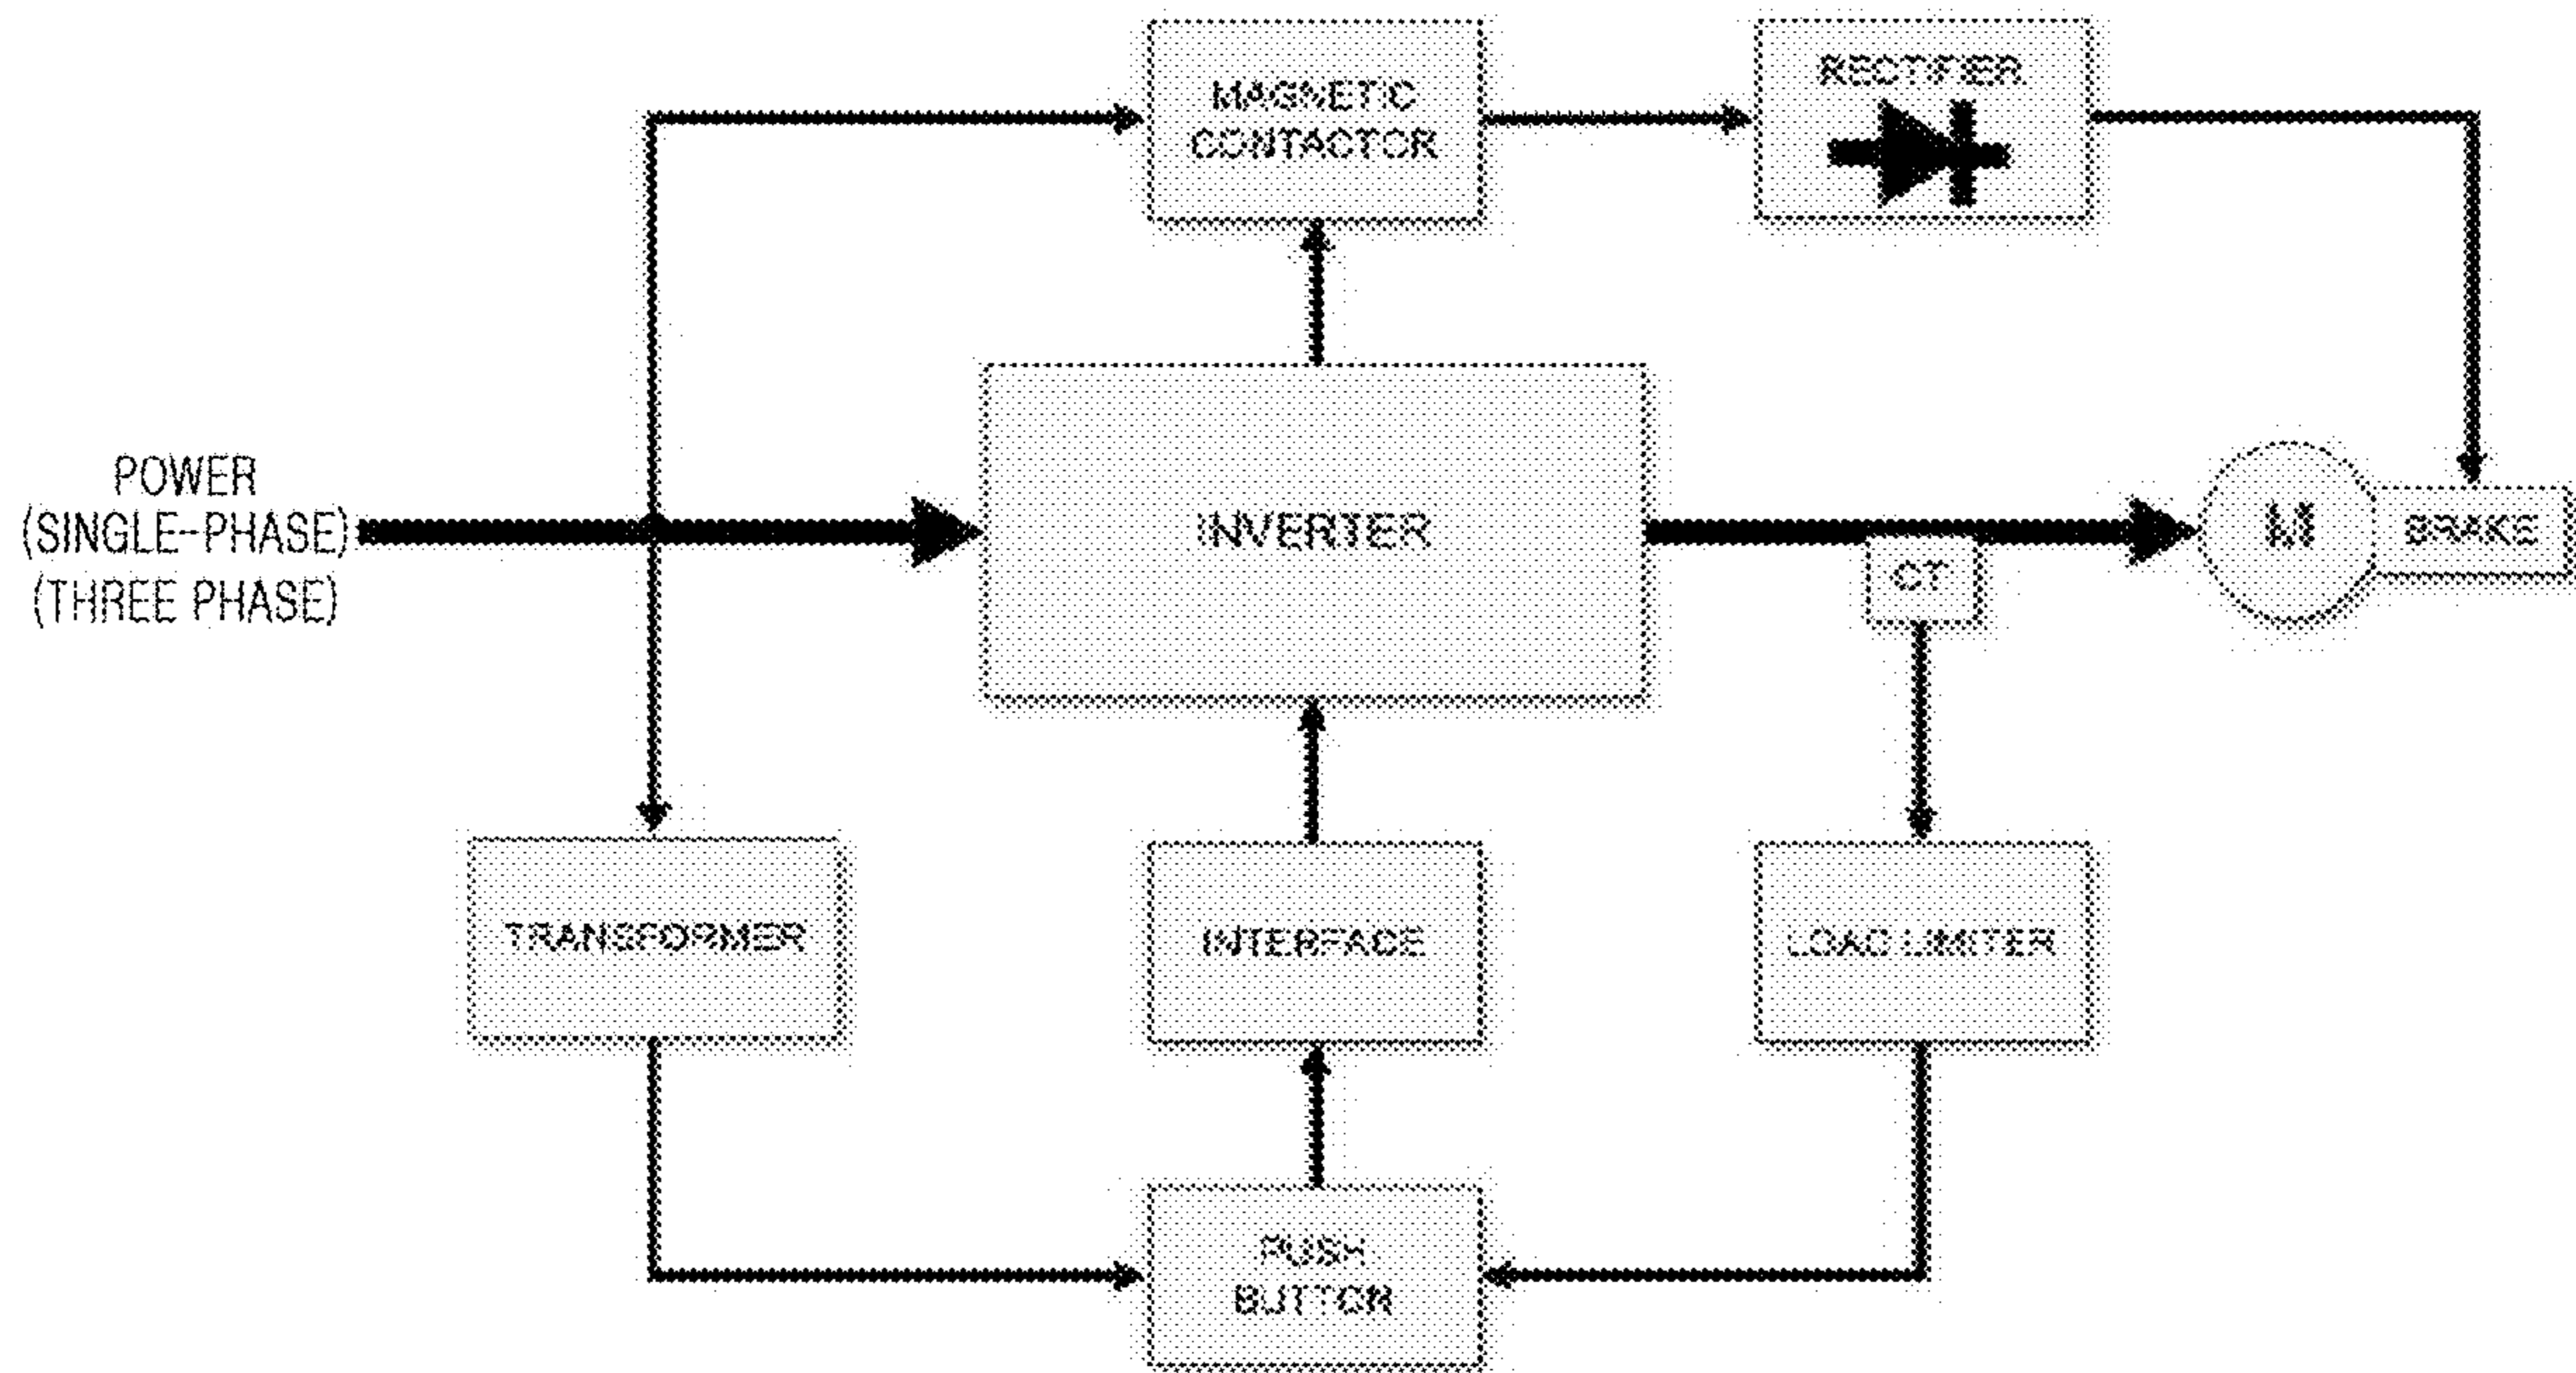 MAGNETIC
CONTACTOR
RECTIFIER
POWER
(SINGLE-PHASE)
(THREE PHASE)
INVERTER
CT
M
BRAKE
TRANSFORMER
INTERFACE
LOAD LIMITER
PUSH
BUTTON